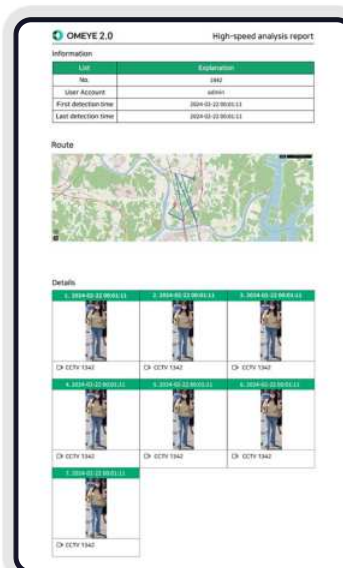 OMEYE 2.0
High-speed analysis report
Information
List Explanation
No. 1442
User Account admin
First detection time 2024-02-22 00:01:11
Last detection time 2024-02-22 00:01:11
Route
Details
1. 2024-02-22 00:01:11 2. 2024-02-22 00:01:11 3. 2024-02-22 00:01:11
CCTV 1342 CCTV 1342 CCTV 1342
4. 2024-02-22 00:01:11 5. 2024-02-22 00:01:11 6. 2024-02-22 00:01:11
CCTV 1342 CCTV 1342 CCTV 1342
7. 2024-02-22 00:01:11
CCTV 1342